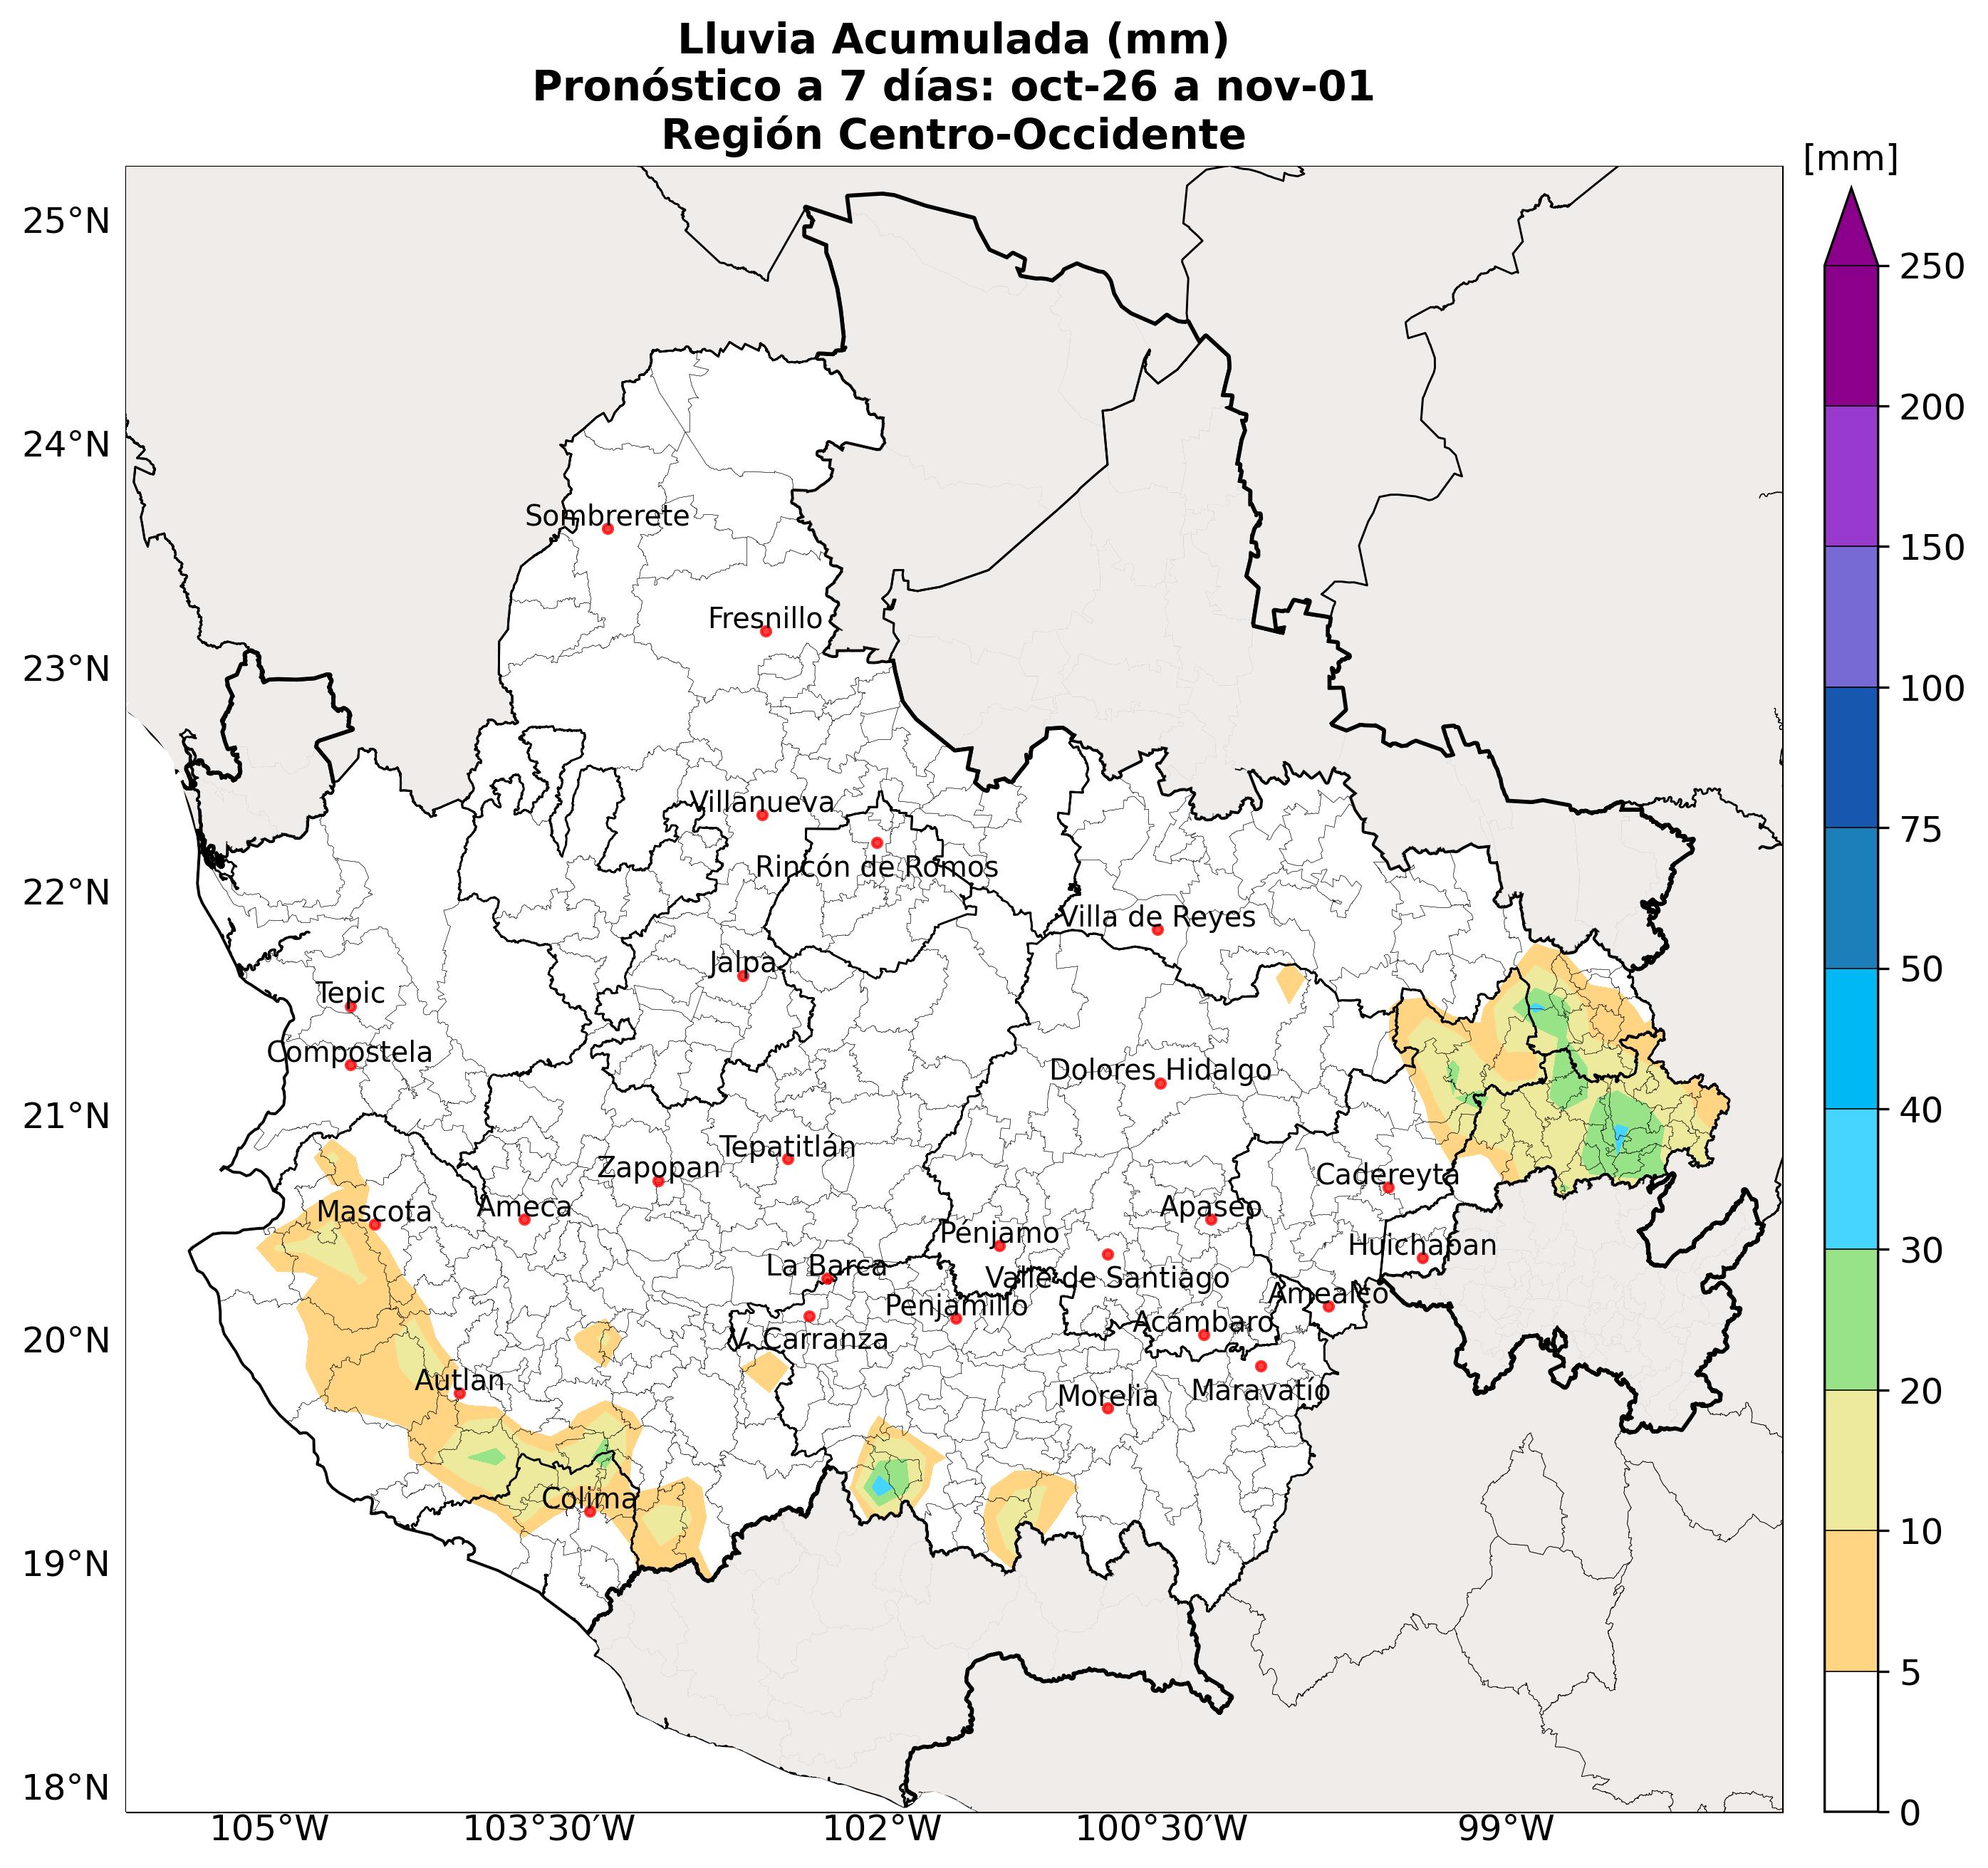 Lluvia Acumulada (mm)
Pronóstico a 7 días: oct-26 a nov-01
Región Centro-Occidente
[mm]
25°N
24°N
23°N
22°N
21°N
20°N
19°N
18°N
Sombrerete
Fresnillo
Villanueva
Rincón de Romos
Villa de Reyes
Jalpa
Tepic
Compostela
Dolores Hidalgo
Tepatitlán
Zapopan
Cadereyta
Mascota
Ameca
Apaseo
Pénjamo
Huichapan
La Barca
Valle de Santiago
Amealco
Penjamillo
Acámbaro
V. Carranza
Autlan
Morelia
Maravatío
Colima
105°W
103°30'W
102°W
100°30'W
99°W
250
200
150
100
75
50
40
30
20
10
5
0